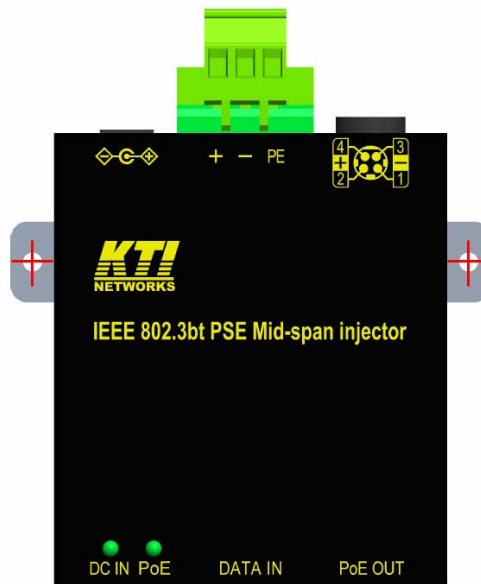 + − PE
4 3
+ −
2 1
KTI
NETWORKS
IEEE 802.3bt PSE Mid-span injector
DC IN PoE DATA IN PoE OUT